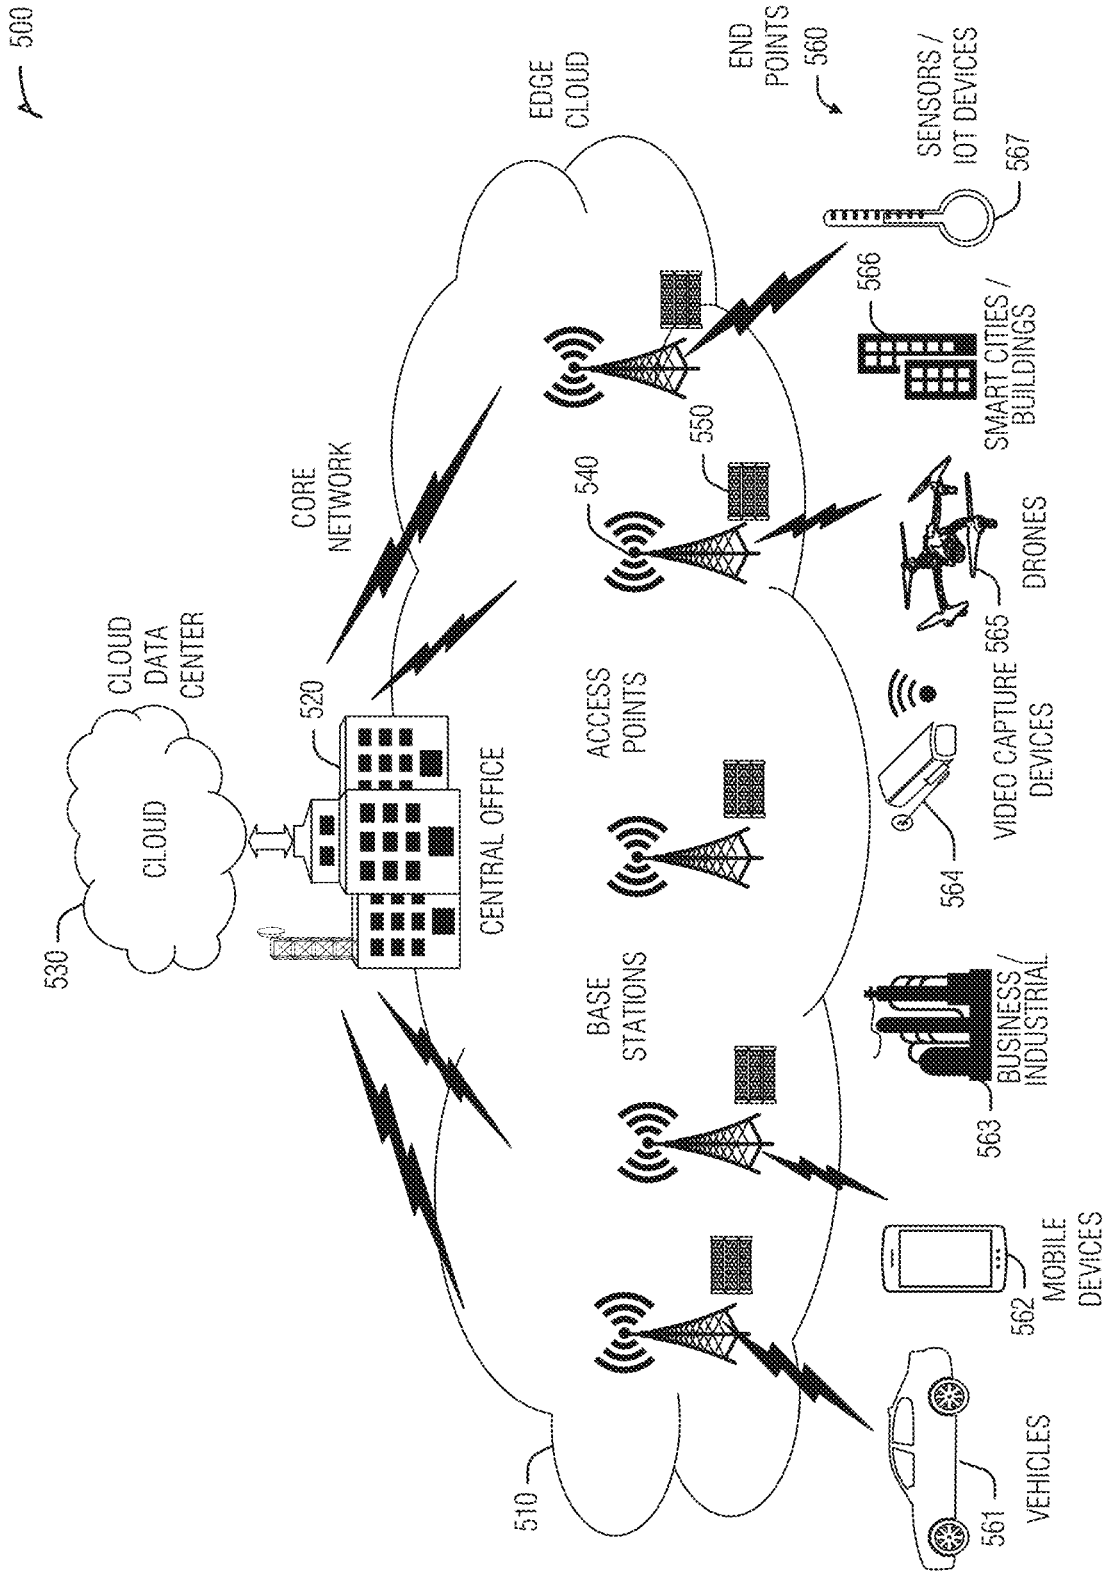 500
CLOUD
DATA
CENTER
530
CLOUD
520
CORE
NETWORK
CENTRAL OFFICE
EDGE
CLOUD
510
BASE
STATIONS
ACCESS
POINTS
540
550
END
POINTS
560
561
VEHICLES
562
MOBILE
DEVICES
563
BUSINESS /
INDUSTRIAL
564
VIDEO CAPTURE
DEVICES
565
DRONES
566
SMART CITIES /
BUILDINGS
567
SENSORS /
IOT DEVICES